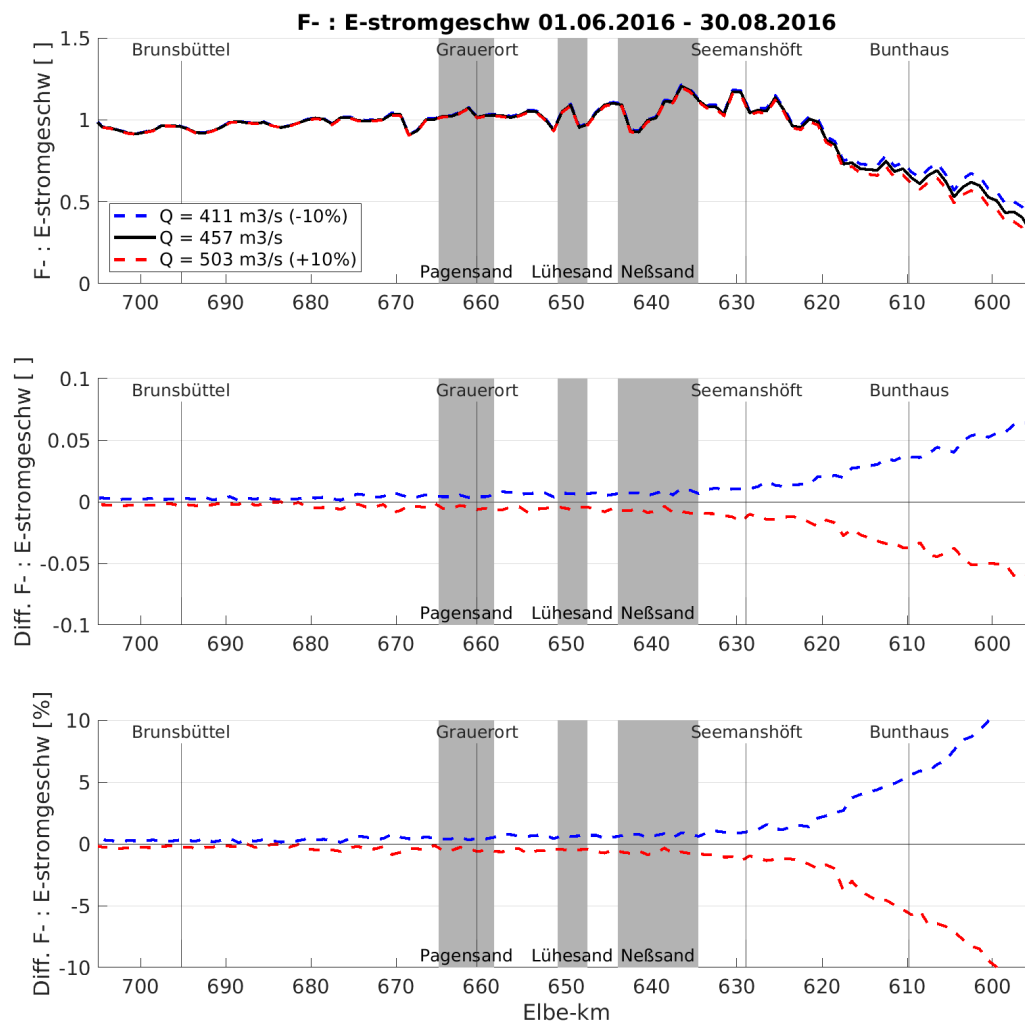 F- : E-stromgeschw 01.06.2016 - 30.08.2016
F- : E-stromgeschw [ ]
1.5
1
0.5
0
Brunsbüttel
Grauerort
Seemanshöft
Bunthaus
Q = 411 m3/s (-10%)
Q = 457 m3/s
Q = 503 m3/s (+10%)
Pagensand
Lühesand
Neßsand
700 690 680 670 660 650 640 630 620 610 600
Diff. F- : E-stromgeschw [ ]
0.1
0.05
0
-0.05
-0.1
Brunsbüttel
Grauerort
Seemanshöft
Bunthaus
Pagensand
Lühesand
Neßsand
700 690 680 670 660 650 640 630 620 610 600
Diff. F- : E-stromgeschw [%]
10
5
0
-5
-10
Brunsbüttel
Grauerort
Seemanshöft
Bunthaus
Pagensand
Lühesand
Neßsand
700 690 680 670 660 650 640 630 620 610 600
Elbe-km